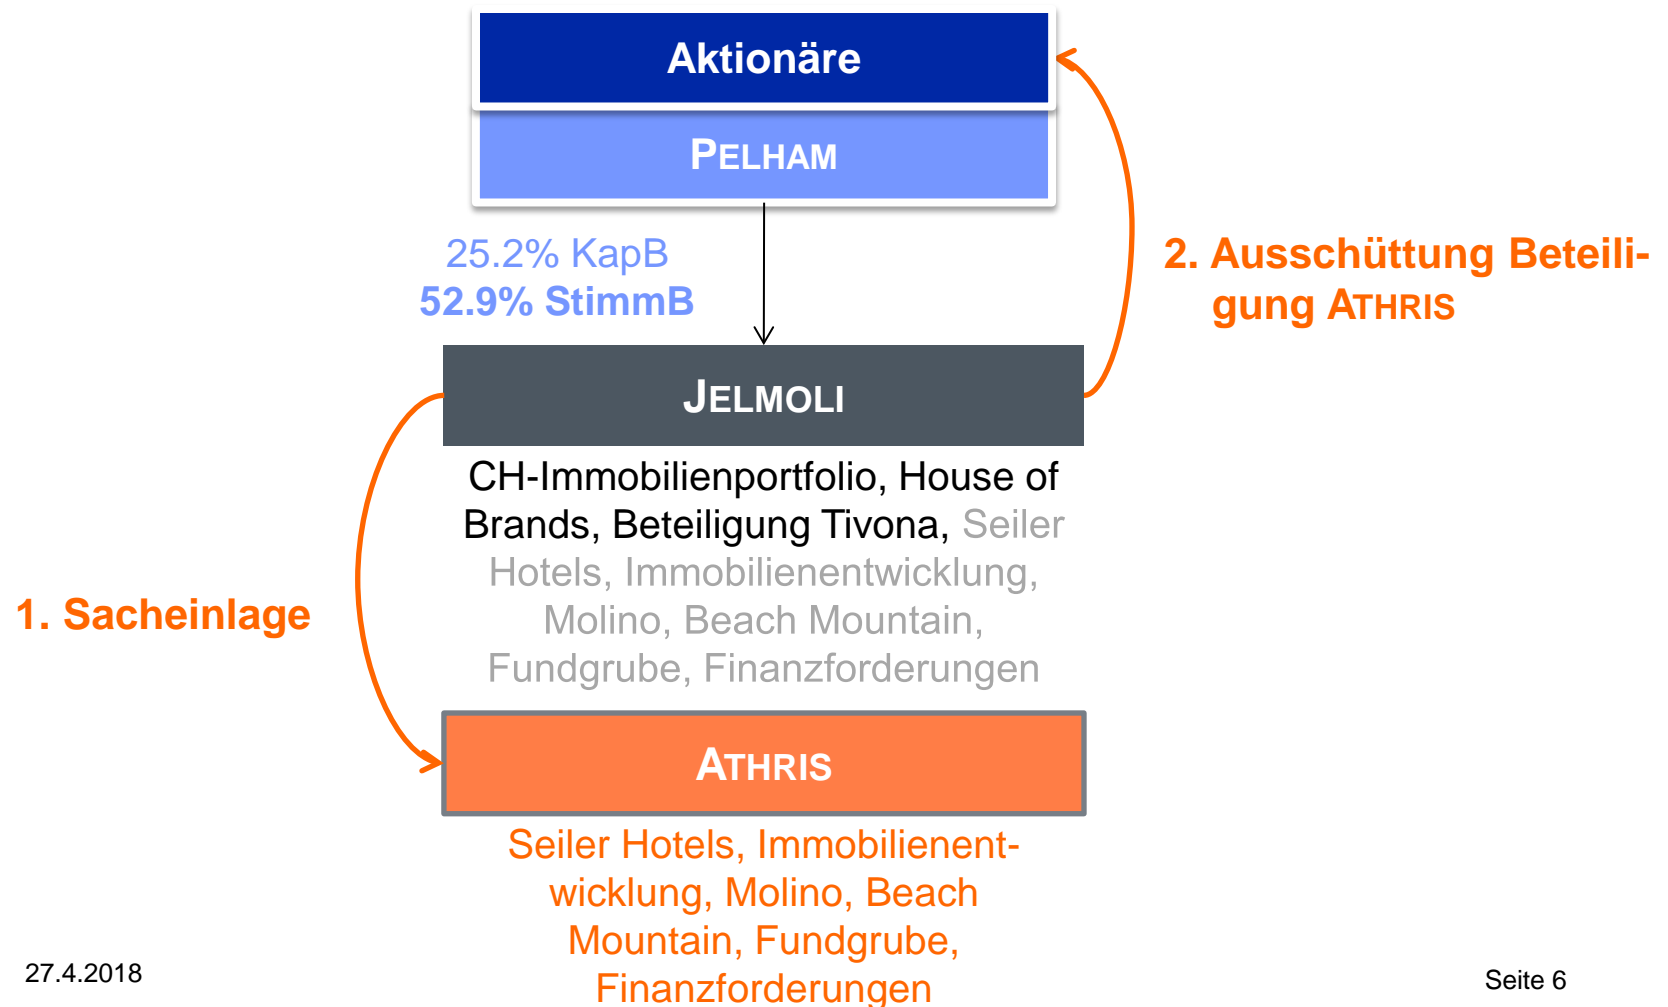 Aktionäre
PELHAM
25.2% KapB
52.9% StimmB
2. Ausschüttung Beteili-
gung ATHRIS
JELMOLI
CH-Immobilienportfolio, House of
Brands, Beteiligung Tivona, Seiler
Hotels, Immobilienentwicklung,
Molino, Beach Mountain,
Fundgrube, Finanzforderungen
1. Sacheinlage
ATHRIS
Seiler Hotels, Immobilienent-
wicklung, Molino, Beach
Mountain, Fundgrube,
Finanzforderungen
27.4.2018
Seite 6